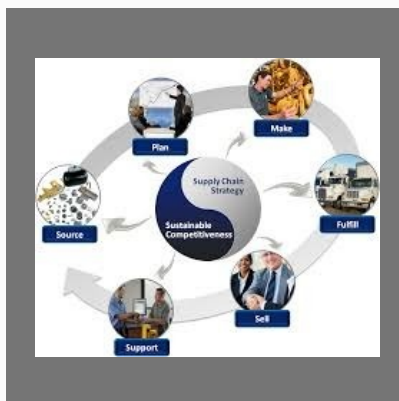 Plan
Make
Supply Chain
Strategy
Source
Sustainable
Competitiveness
Fulfill
Sell
Support